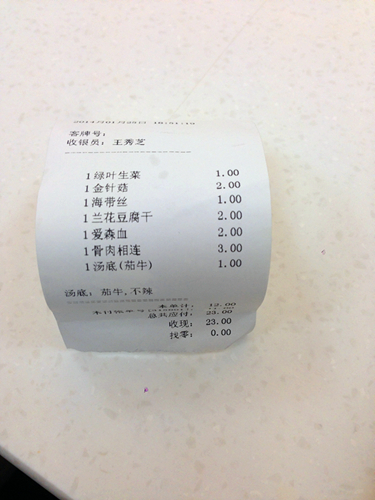 客牌号:
收银员: 王秀芝
1 绿叶生菜 1.00
1 金针菇 2.00
1 海带丝 1.00
1 兰花豆腐干 2.00
1 爱森血 2.00
1 骨肉相连 3.00
1 汤底(茄牛) 1.00
汤底: 茄牛,不辣
本单计: 12.00
总共应付: 23.00
收现: 23.00
找零: 0.00